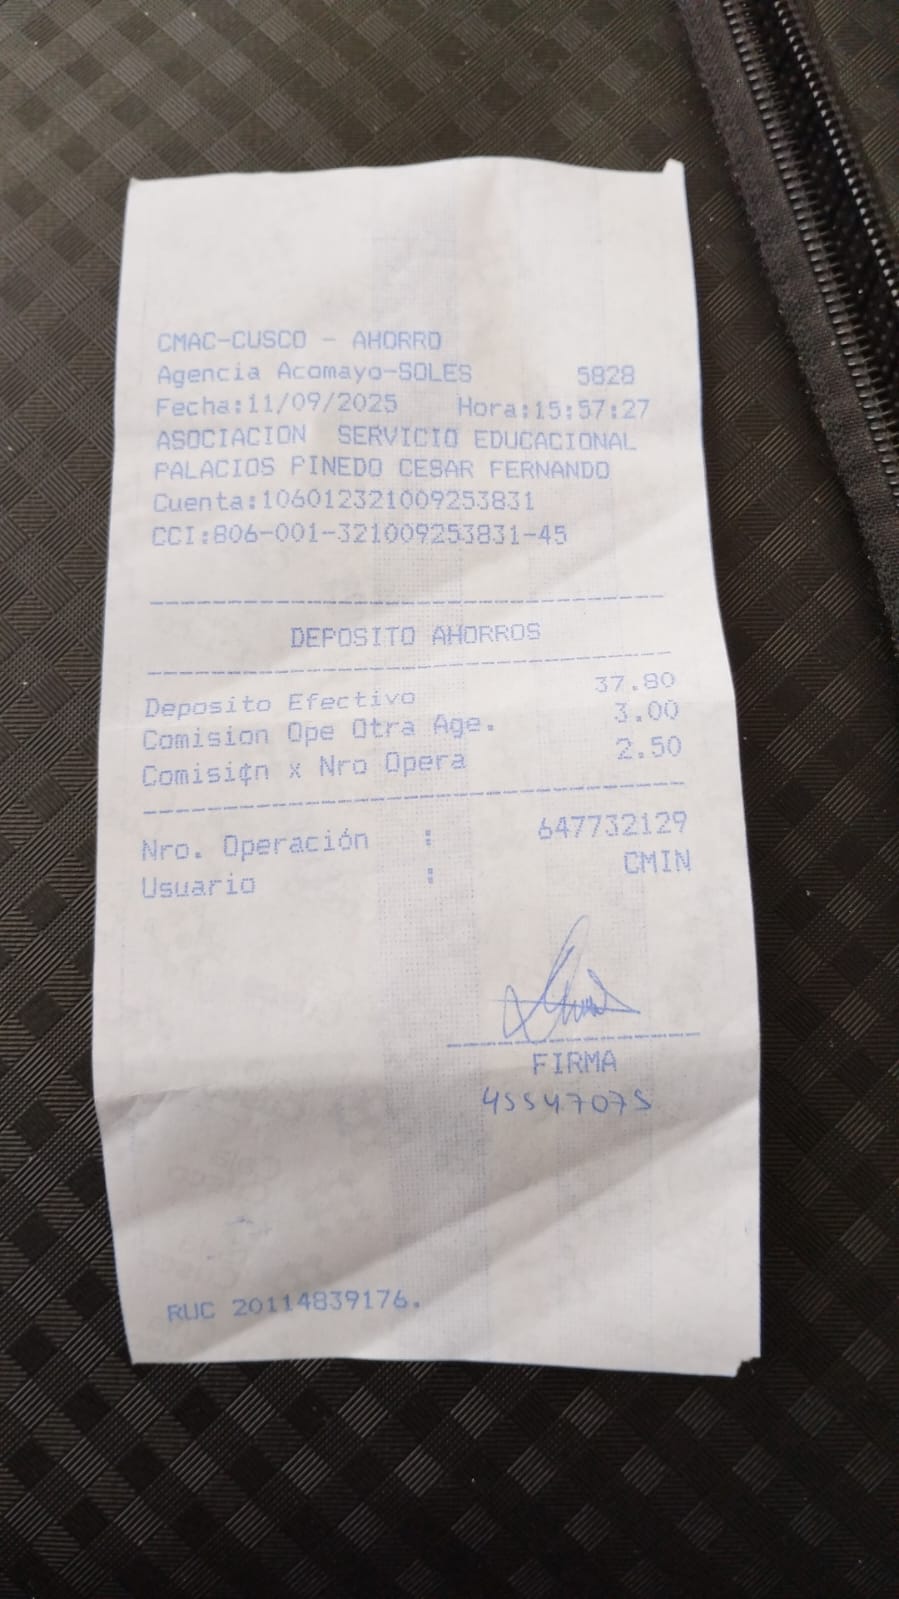 CMAC-CUSCO - AHORRO
Agencia Acomayo-SOLES 5828
Fecha:11/09/2025 Hora:15:57:27
ASOCIACION SERVICIO EDUCACIONAL
PALACIOS PINEDO CESAR FERNANDO
Cuenta:106012321009253831
CCI:806-001-321009253831-45
DEPOSITO AHORROS
Deposito Efectivo 37.80
Comision Ope Otra Age. 3.00
Comisi¢n x Nro Opera 2.50
Nro. Operación : 647732129
Usuario : CMIN
FIRMA
45547075
RUC 20114839176.